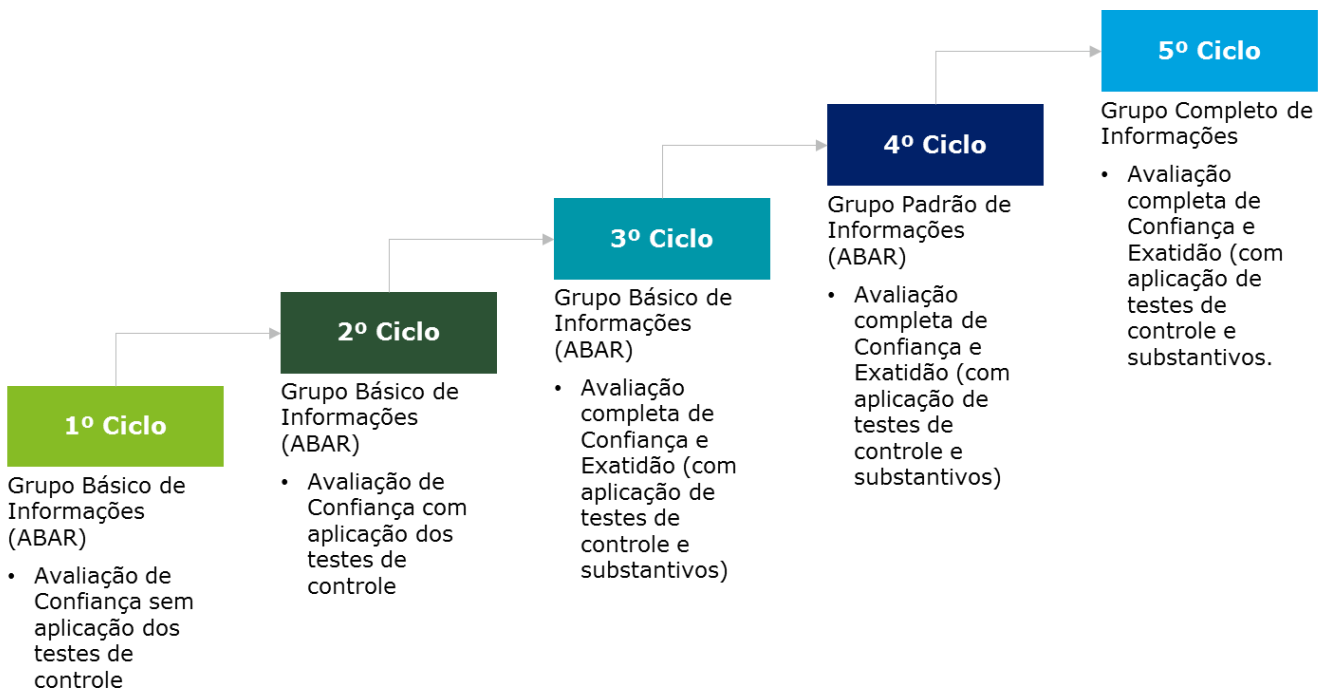 1º Ciclo
Grupo Básico de
Informações
(ABAR)
• Avaliação de
Confiança sem
aplicação dos
testes de
controle
2º Ciclo
Grupo Básico de
Informações
(ABAR)
• Avaliação de
Confiança com
aplicação dos
testes de
controle
3º Ciclo
Grupo Básico de
Informações
(ABAR)
• Avaliação
completa de
Confiança e
Exatidão (com
aplicação de
testes de
controle e
substantivos)
4º Ciclo
Grupo Padrão de
Informações
(ABAR)
• Avaliação
completa de
Confiança e
Exatidão (com
aplicação de
testes de
controle e
substantivos)
5º Ciclo
Grupo Completo de
Informações
• Avaliação
completa de
Confiança e
Exatidão (com
aplicação de
testes de
controle e
substantivos.